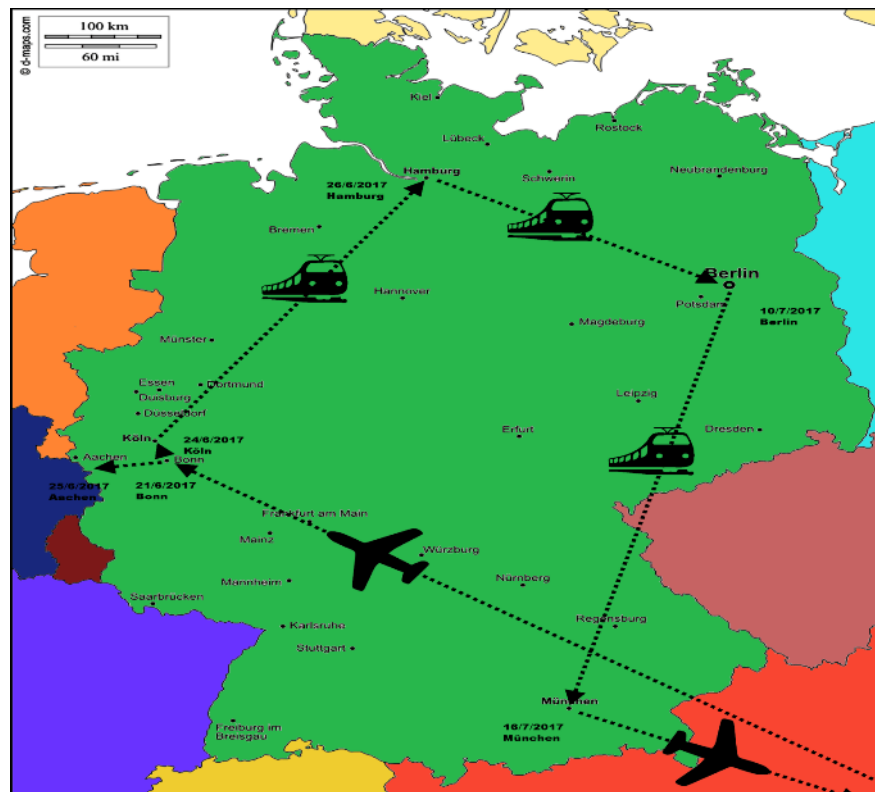 100 km
60 mi
© d-maps.com
Kiel
Rostock
Lübeck
Hamburg
Schwerin
Neubrandenburg
26/6/2017
Hamburg
Bremen
Berlin
Hannover
Potsdam
10/7/2017
Berlin
Magdeburg
Münster
Essen
Dortmund
Duisburg
Leipzig
Düsseldorf
Köln
24/6/2017
Köln
Erfurt
Dresden
Aachen
Bonn
25/6/2017
Aachen
21/6/2017
Bonn
Frankfurt am Main
Mainz
Würzburg
Mannheim
Nürnberg
Saarbrücken
Karlsruhe
Regensburg
Stuttgart
München
16/7/2017
München
Freiburg im
Breisgau